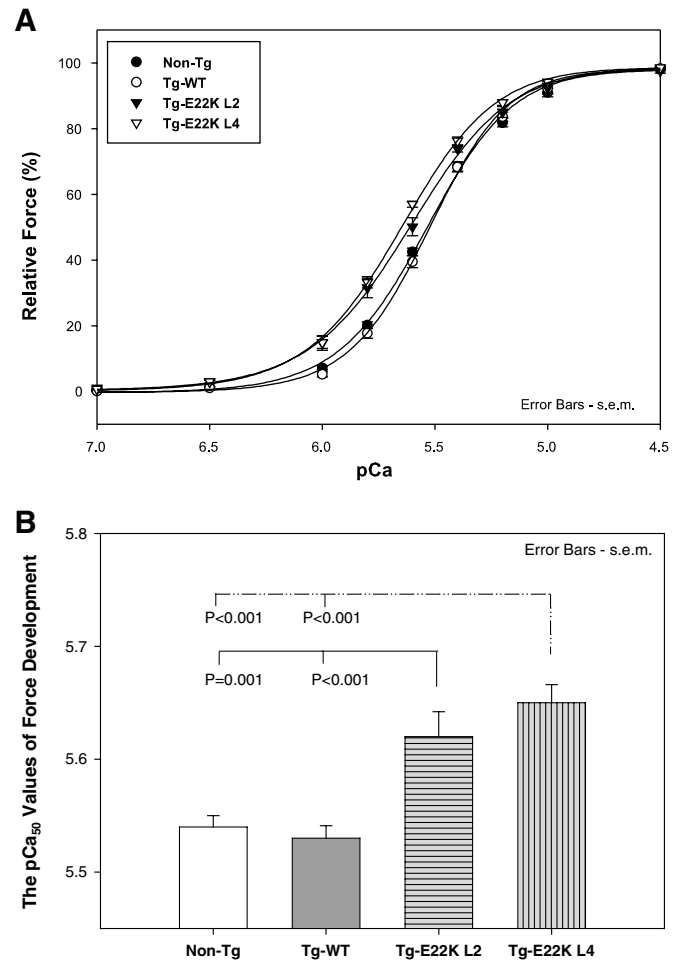 A
Non-Tg
Tg-WT
Tg-E22K L2
Tg-E22K L4
Relative Force (%)
100
80
60
40
20
0
Error Bars - s.e.m.
7.0 6.5 6.0 5.5 5.0 4.5
pCa
B
The pCa50 Values of Force Development
5.8
5.7
5.6
5.5
Error Bars - s.e.m.
P<0.001 P<0.001
P=0.001 P<0.001
Non-Tg Tg-WT Tg-E22K L2 Tg-E22K L4